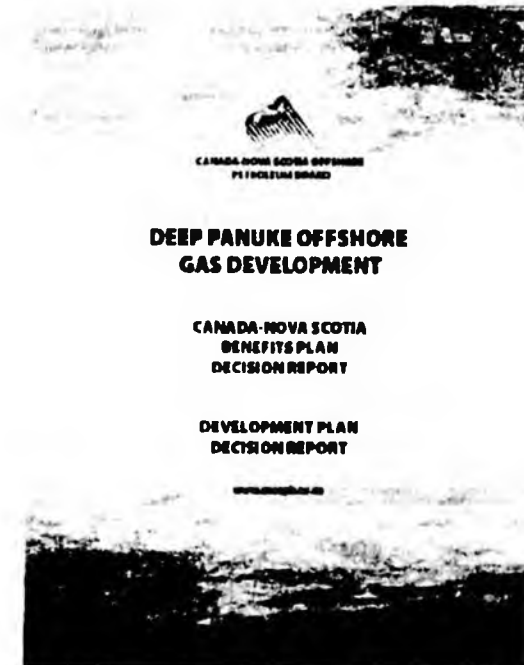 CANADA-NOVA SCOTIA OFFSHORE
PETROLEUM BOARD
DEEP PANUKE OFFSHORE
GAS DEVELOPMENT
CANADA-NOVA SCOTIA
BENEFITS PLAN
DECISION REPORT
DEVELOPMENT PLAN
DECISION REPORT